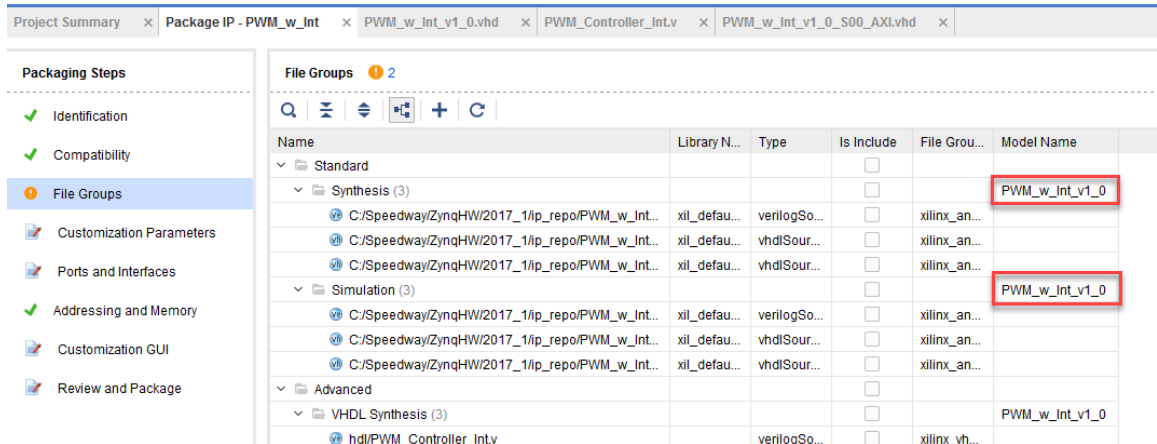 Project Summary × Package IP - PWM_w_Int × PWM_w_Int_v1_0.vhd × PWM_Controller_Int.v × PWM_w_Int_v1_0_S00_AXI.vhd ×
Packaging Steps
Identification
Compatibility
File Groups
Customization Parameters
Ports and Interfaces
Addressing and Memory
Customization GUI
Review and Package
File Groups 2
Name Library N... Type Is Include File Grou... Model Name
Standard
Synthesis (3) PWM_w_Int_v1_0
C:/Speedway/ZynqHW/2017_1/ip_repo/PWM_w_Int... xil_defau... verilogSo... xilinx_an...
C:/Speedway/ZynqHW/2017_1/ip_repo/PWM_w_Int... xil_defau... vhdlSour... xilinx_an...
C:/Speedway/ZynqHW/2017_1/ip_repo/PWM_w_Int... xil_defau... vhdlSour... xilinx_an...
Simulation (3) PWM_w_Int_v1_0
C:/Speedway/ZynqHW/2017_1/ip_repo/PWM_w_Int... xil_defau... verilogSo... xilinx_an...
C:/Speedway/ZynqHW/2017_1/ip_repo/PWM_w_Int... xil_defau... vhdlSour... xilinx_an...
C:/Speedway/ZynqHW/2017_1/ip_repo/PWM_w_Int... xil_defau... vhdlSour... xilinx_an...
Advanced
VHDL Synthesis (3) PWM_w_Int_v1_0
hdl/PWM_Controller_Int.v verilogSo... xilinx_vh...